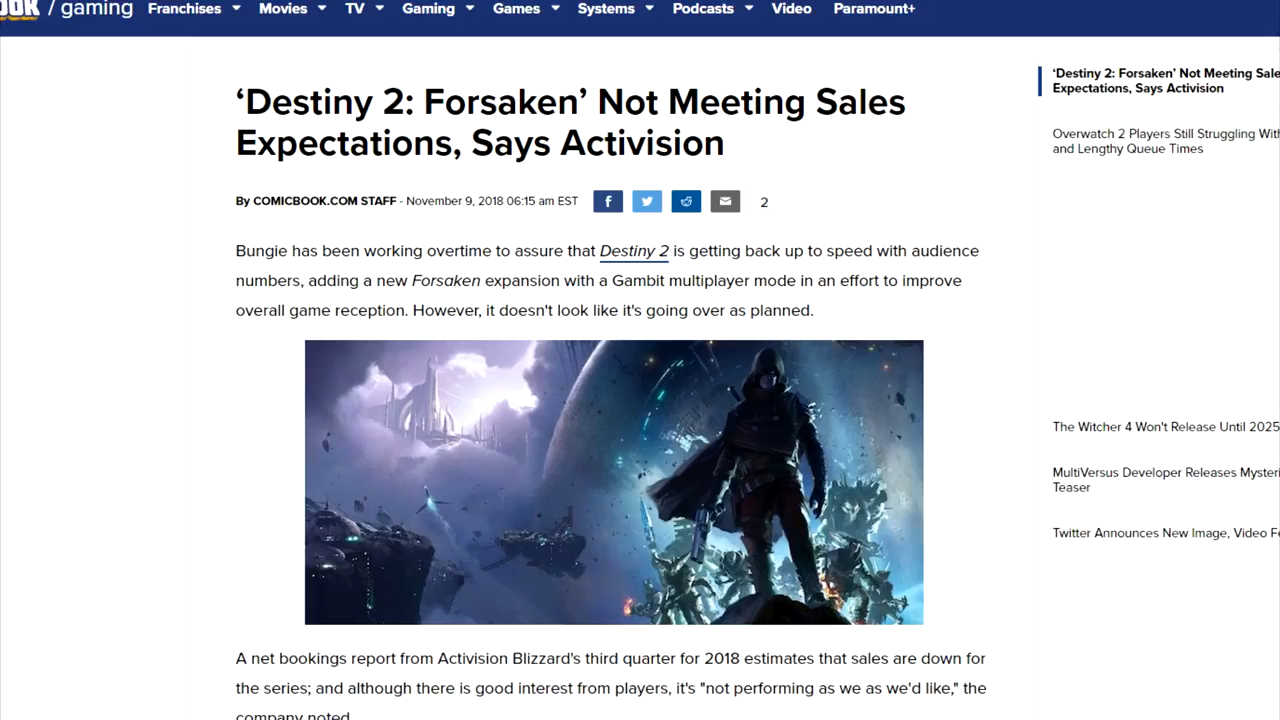 OOK / gaming Franchises Movies TV Gaming Games Systems Podcasts Video Paramount+
‘Destiny 2: Forsaken’ Not Meeting Sales
Expectations, Says Activision
By COMICBOOK.COM STAFF - November 9, 2018 06:15 am EST 2
Bungie has been working overtime to assure that Destiny 2 is getting back up to speed with audience
numbers, adding a new Forsaken expansion with a Gambit multiplayer mode in an effort to improve
overall game reception. However, it doesn't look like it's going over as planned.
A net bookings report from Activision Blizzard's third quarter for 2018 estimates that sales are down for
the series; and although there is good interest from players, it's "not performing as we as we'd like," the
company noted
‘Destiny 2: Forsaken’ Not Meeting Sale
Expectations, Says Activision
Overwatch 2 Players Still Struggling Wit
and Lengthy Queue Times
The Witcher 4 Won't Release Until 2025
MultiVersus Developer Releases Mysteri
Teaser
Twitter Announces New Image, Video Fe